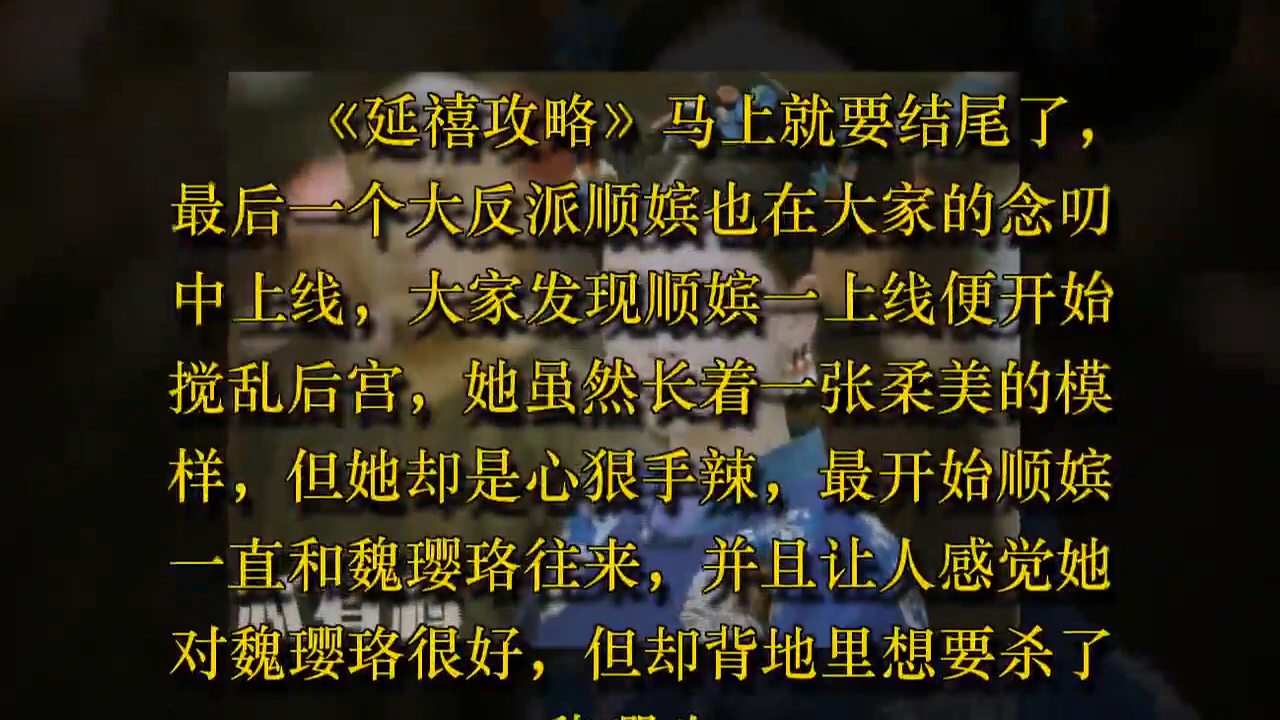 《延禧攻略》马上就要结尾了，
最后一个大反派顺嫔也在大家的念叨
中上线，大家发现顺嫔一上线便开始
搅乱后宫，她虽然长着一张柔美的模
样，但她却是心狠手辣，最开始顺嫔
一直和魏璎珞往来，并且让人感觉她
对魏璎珞很好，但却背地里想要杀了